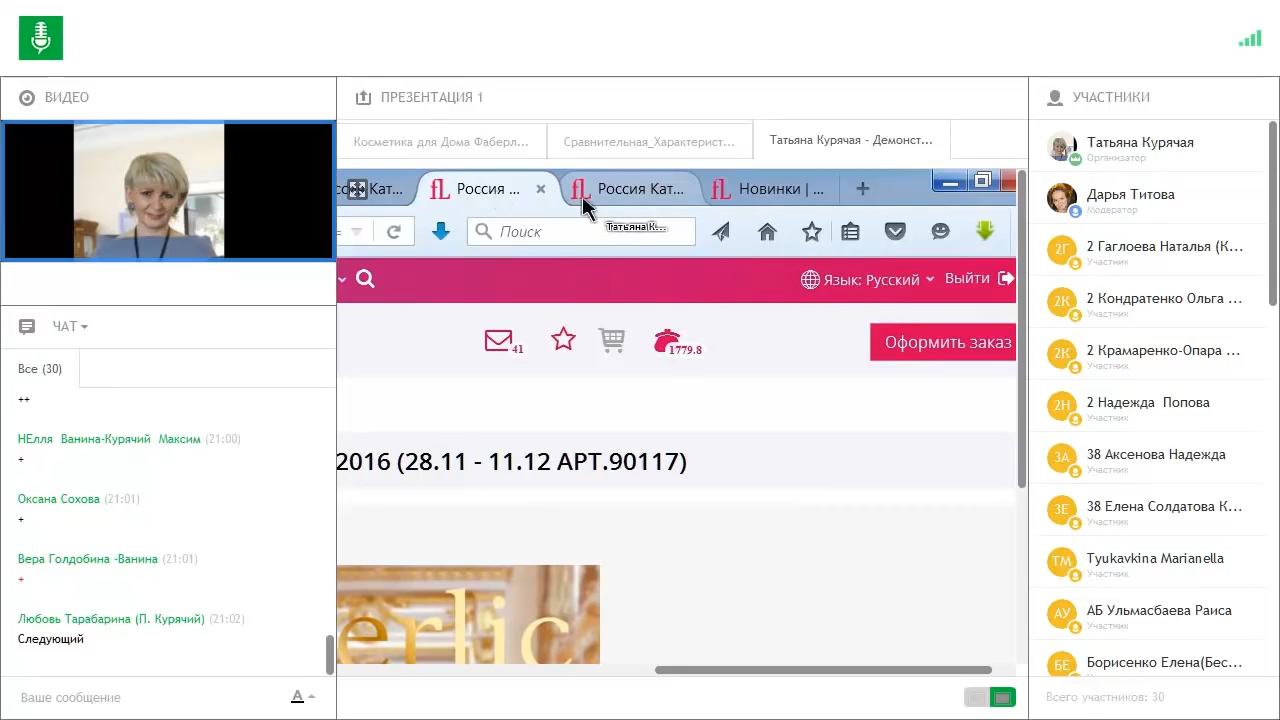 ВИДЕО
ЧАТ
Все (30)
++
НЕлля Ванина-Курячий Максим (21:00)
+
Оксана Сохова (21:01)
+
Вера Голдобина -Ванина (21:01)
+
Любовь Тарабарина (П. Курячий) (21:02)
Следующий
Ваше сообщение
A
ПРЕЗЕНТАЦИЯ 1
Косметика для Дома Фаберл...
Сравнительная_Характерист...
Татьяна Курячая - Демонст...
Кат...
fl Россия ...
fl Россия Кат...
fl Новинки | ...
Поиск
Татьяна К...
Язык: Русский
Выйти
41
1779.8
Оформить заказ
2016 (28.11 - 11.12 АРТ.90117)
erlic
УЧАСТНИКИ
Татьяна Курячая
Организатор
Дарья Титова
Модератор
2Г 2 Гаглоева Наталья (К...
Участник
2К 2 Кондратенко Ольга ...
Участник
2К 2 Крамаренко-Опара ...
Участник
2Н 2 Надежда Попова
Участник
3А 38 Аксенова Надежда
Участник
3Е 38 Елена Солдатова К...
Участник
TM Tyukavkina Marianella
Участник
АУ АБ Ульмасбаева Раиса
Участник
БЕ Борисенко Елена(Бес...
Всего участников: 30